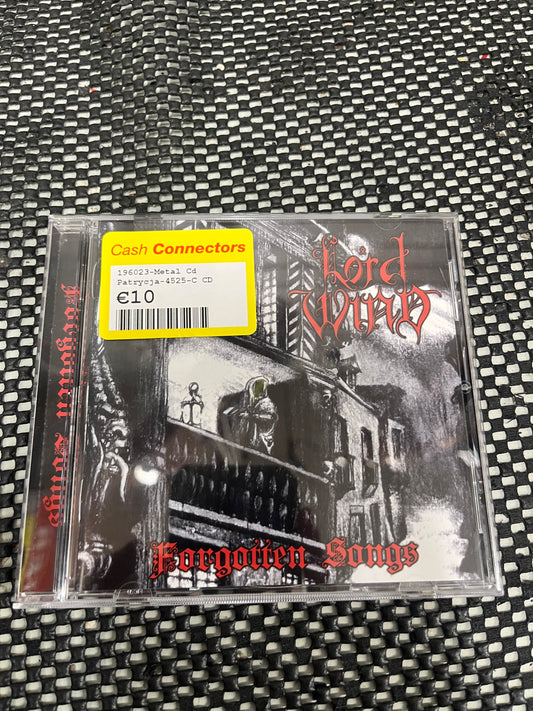 Cash Connectors
196023-Metal Cd
Patrycja-4525-C CD
€10
Lord
Wind
Forgotten Songs
Forgotten Songs